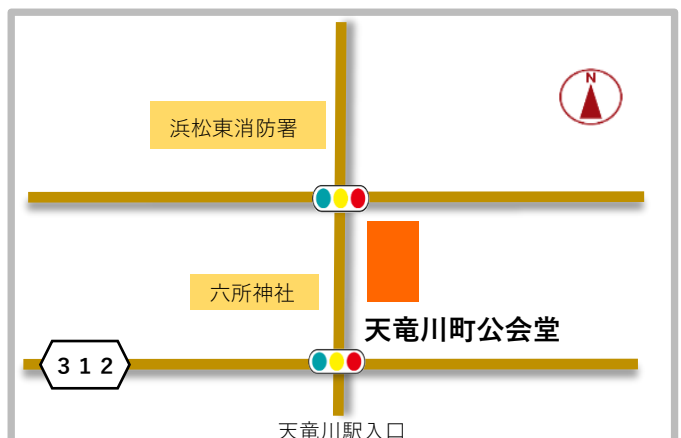 N
浜松東消防署
六所神社
天竜川町公会堂
３１２
天竜川駅入口